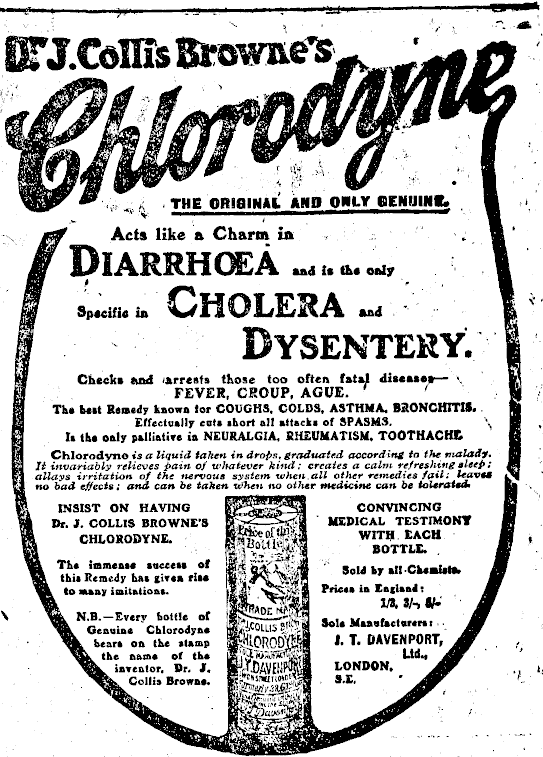 Dr. J. Collis Browne's
Chlorodyne
THE ORIGINAL AND ONLY GENUINE.
Acts like a Charm in
DIARRHŒA and is the only
Specific in CHOLERA and
DYSENTERY.
Checks and arrests those too often fatal diseases—
FEVER, CROUP, AGUE.
The best Remedy known for COUGHS, COLDS, ASTHMA, BRONCHITIS.
Effectually cuts short all attacks of SPASMS.
Is the only palliative in NEURALGIA, RHEUMATISM, TOOTHACHE
Chlorodyne is a liquid taken in drops, graduated according to the malady.
It invariably relieves pain of whatever kind; creates a calm refreshing sleep;
allays irritation of the nervous system when all other remedies fail; leaves
no bad effects; and can be taken when no other medicine can be tolerated.
INSIST ON HAVING
Dr. J. COLLIS BROWNE'S
CHLORODYNE.
The immense success of
this Remedy has given rise
to many imitations.
N.B.—Every bottle of
Genuine Chlorodyne
bears on the stamp
the name of the
inventor, Dr. J.
Collis Browne.
of this
Bottle
TRADE MARK
J. COLLIS BROWNE
CHLORODYNE
J.T. DAVENPORT
CONVINCING
MEDICAL TESTIMONY
WITH EACH
BOTTLE.
Sold by all Chemists.
Prices in England:
1/3, 3/-, 5/-
Sole Manufacturers:
J. T. DAVENPORT,
Ltd.,
LONDON,
S.E.